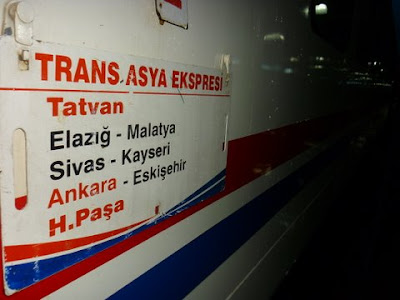 TRANS ASYA EKSPRESİ
Tatvan
Elazığ - Malatya
Sivas - Kayseri
Ankara - Eskişehir
H.Paşa